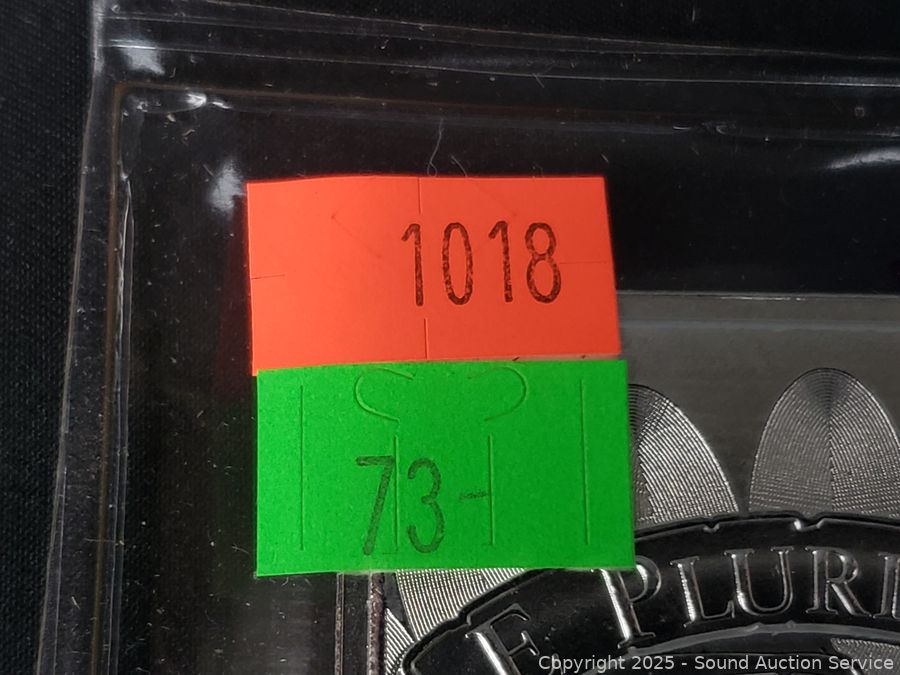 1018
73-
E PLURI
Copyright 2025 - Sound Auction Service